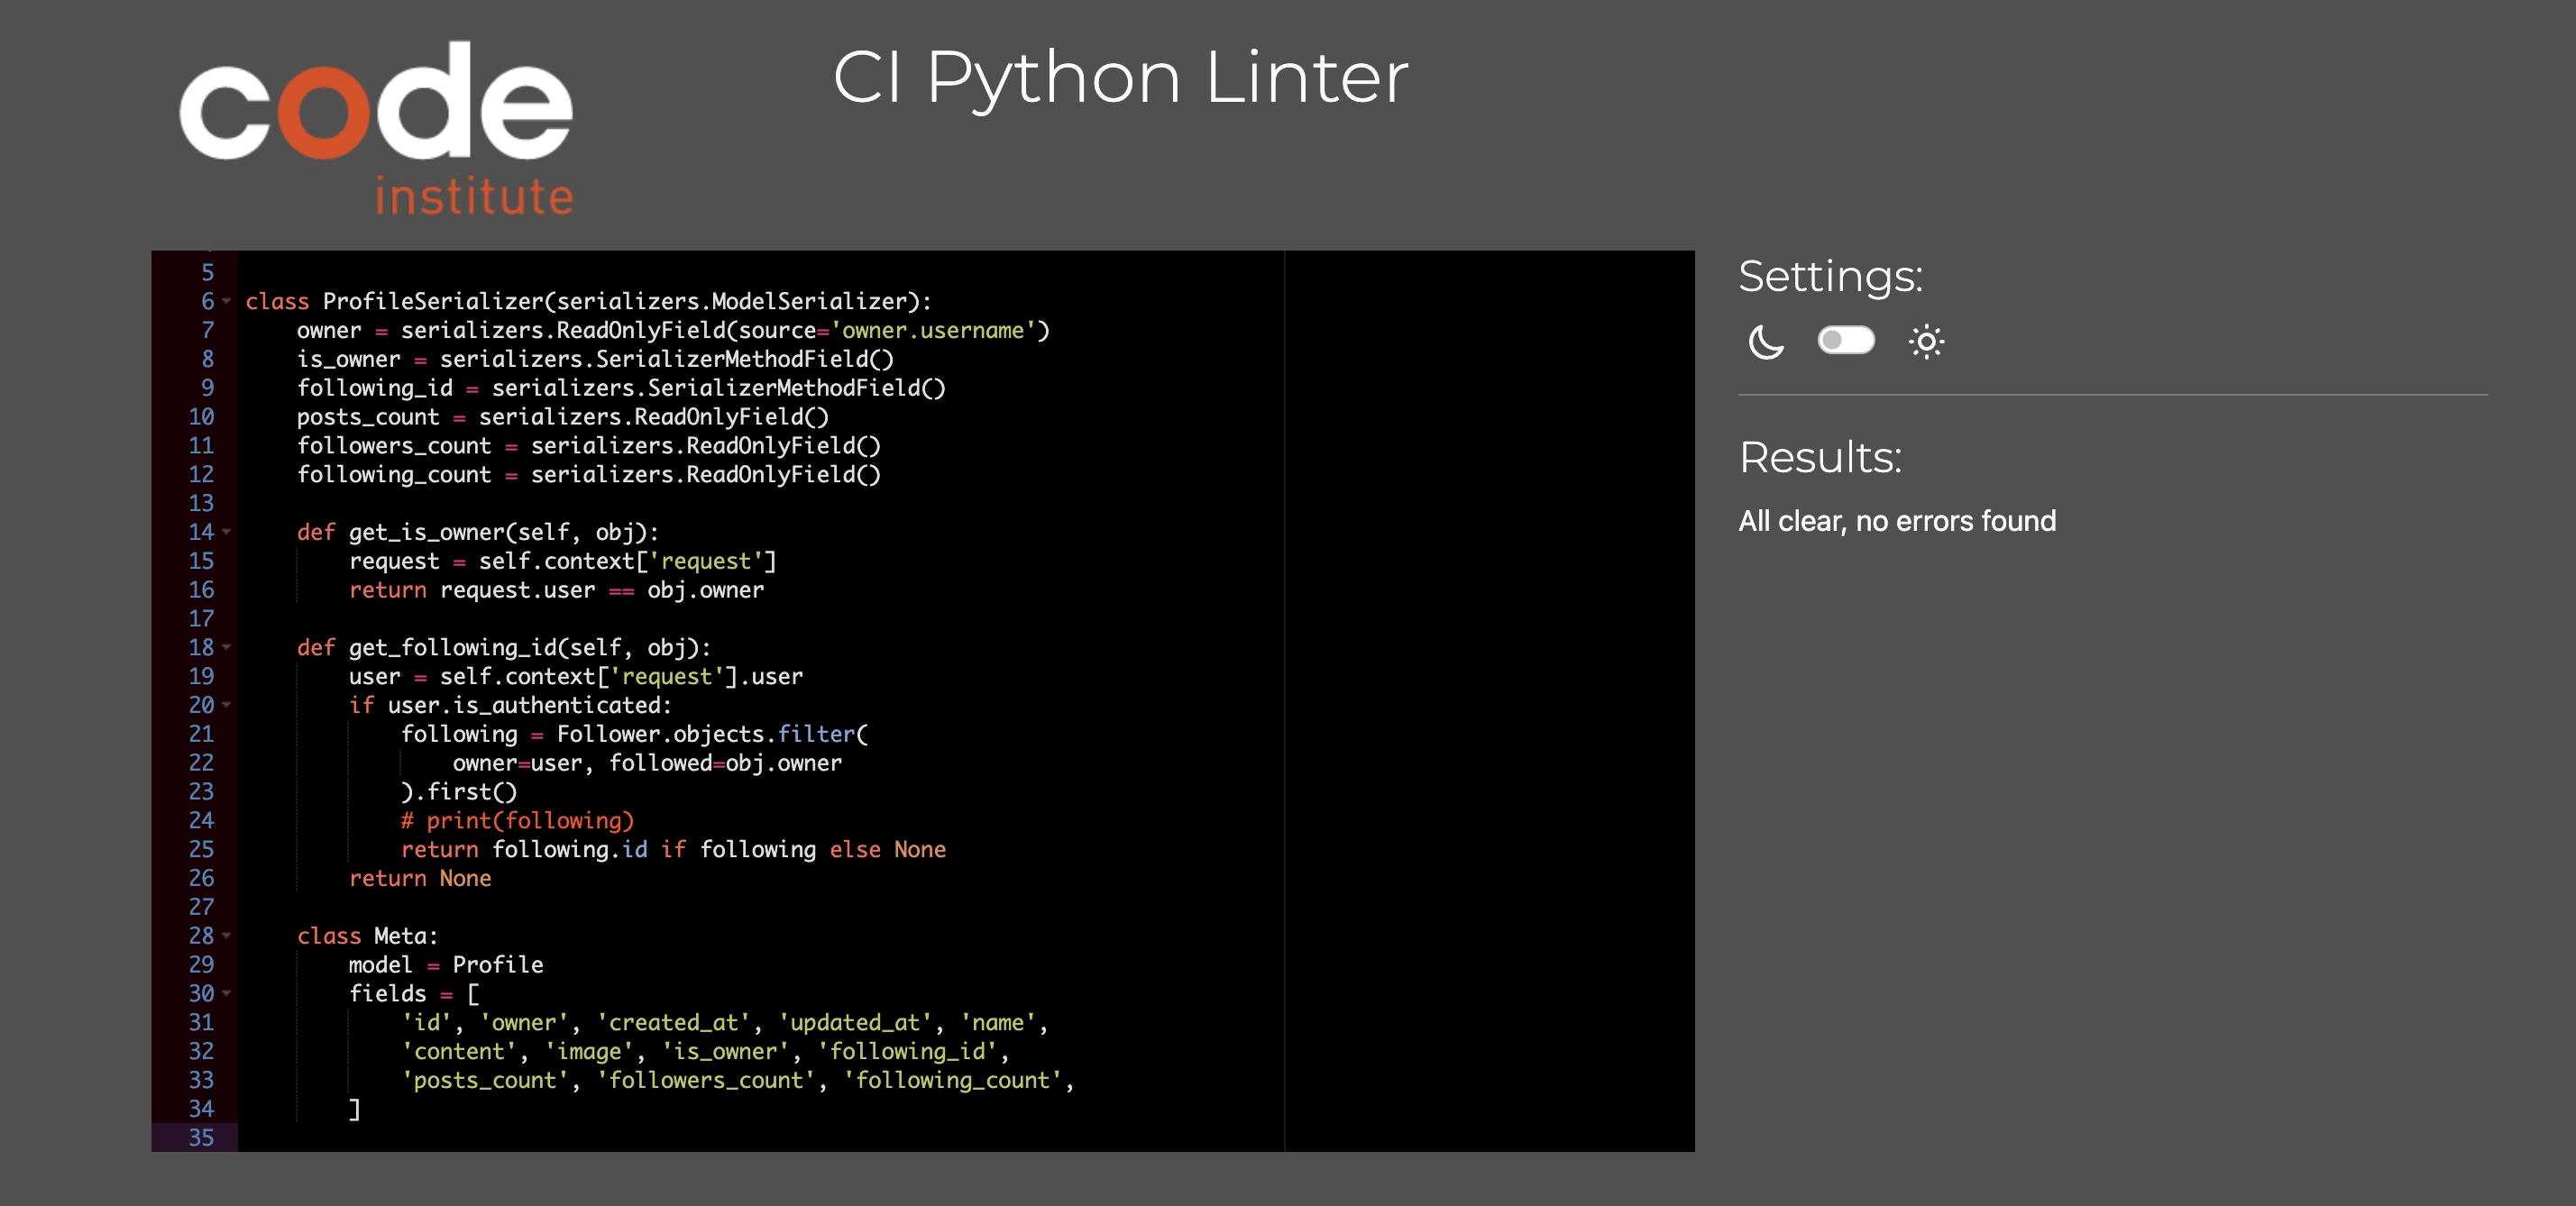 code
institute
CI Python Linter
5
6 class ProfileSerializer(serializers.ModelSerializer):
7     owner = serializers.ReadOnlyField(source='owner.username')
8     is_owner = serializers.SerializerMethodField()
9     following_id = serializers.SerializerMethodField()
10     posts_count = serializers.ReadOnlyField()
11     followers_count = serializers.ReadOnlyField()
12     following_count = serializers.ReadOnlyField()
13
14     def get_is_owner(self, obj):
15         request = self.context['request']
16         return request.user == obj.owner
17
18     def get_following_id(self, obj):
19         user = self.context['request'].user
20         if user.is_authenticated:
21             following = Follower.objects.filter(
22                 owner=user, followed=obj.owner
23             ).first()
24             # print(following)
25             return following.id if following else None
26         return None
27
28     class Meta:
29         model = Profile
30         fields = [
31             'id', 'owner', 'created_at', 'updated_at', 'name',
32             'content', 'image', 'is_owner', 'following_id',
33             'posts_count', 'followers_count', 'following_count',
34         ]
35
Settings:
Results:
All clear, no errors found